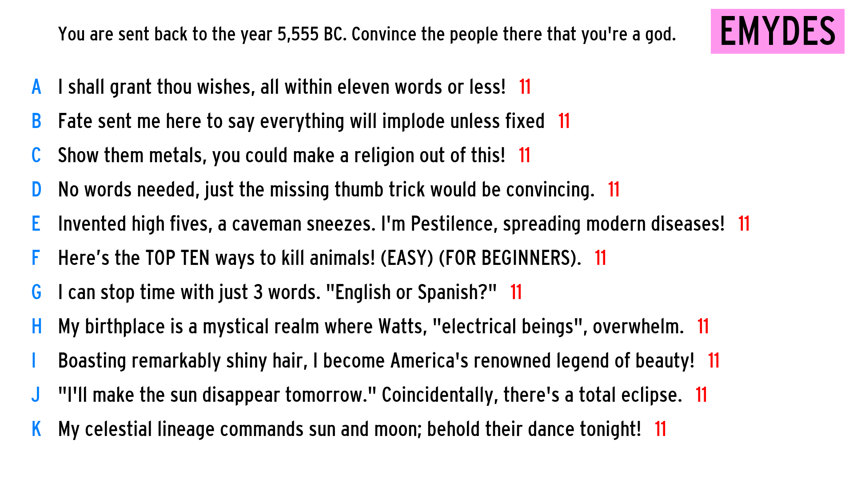 You are sent back to the year 5,555 BC. Convince the people there that you're a god.
EMYDES
A I shall grant thou wishes, all within eleven words or less! 11
B Fate sent me here to say everything will implode unless fixed 11
C Show them metals, you could make a religion out of this! 11
D No words needed, just the missing thumb trick would be convincing. 11
E Invented high fives, a caveman sneezes. I'm Pestilence, spreading modern diseases! 11
F Here’s the TOP TEN ways to kill animals! (EASY) (FOR BEGINNERS). 11
G I can stop time with just 3 words. "English or Spanish?" 11
H My birthplace is a mystical realm where Watts, "electrical beings", overwhelm. 11
I Boasting remarkably shiny hair, I become America's renowned legend of beauty! 11
J "I'll make the sun disappear tomorrow." Coincidentally, there's a total eclipse. 11
K My celestial lineage commands sun and moon; behold their dance tonight! 11